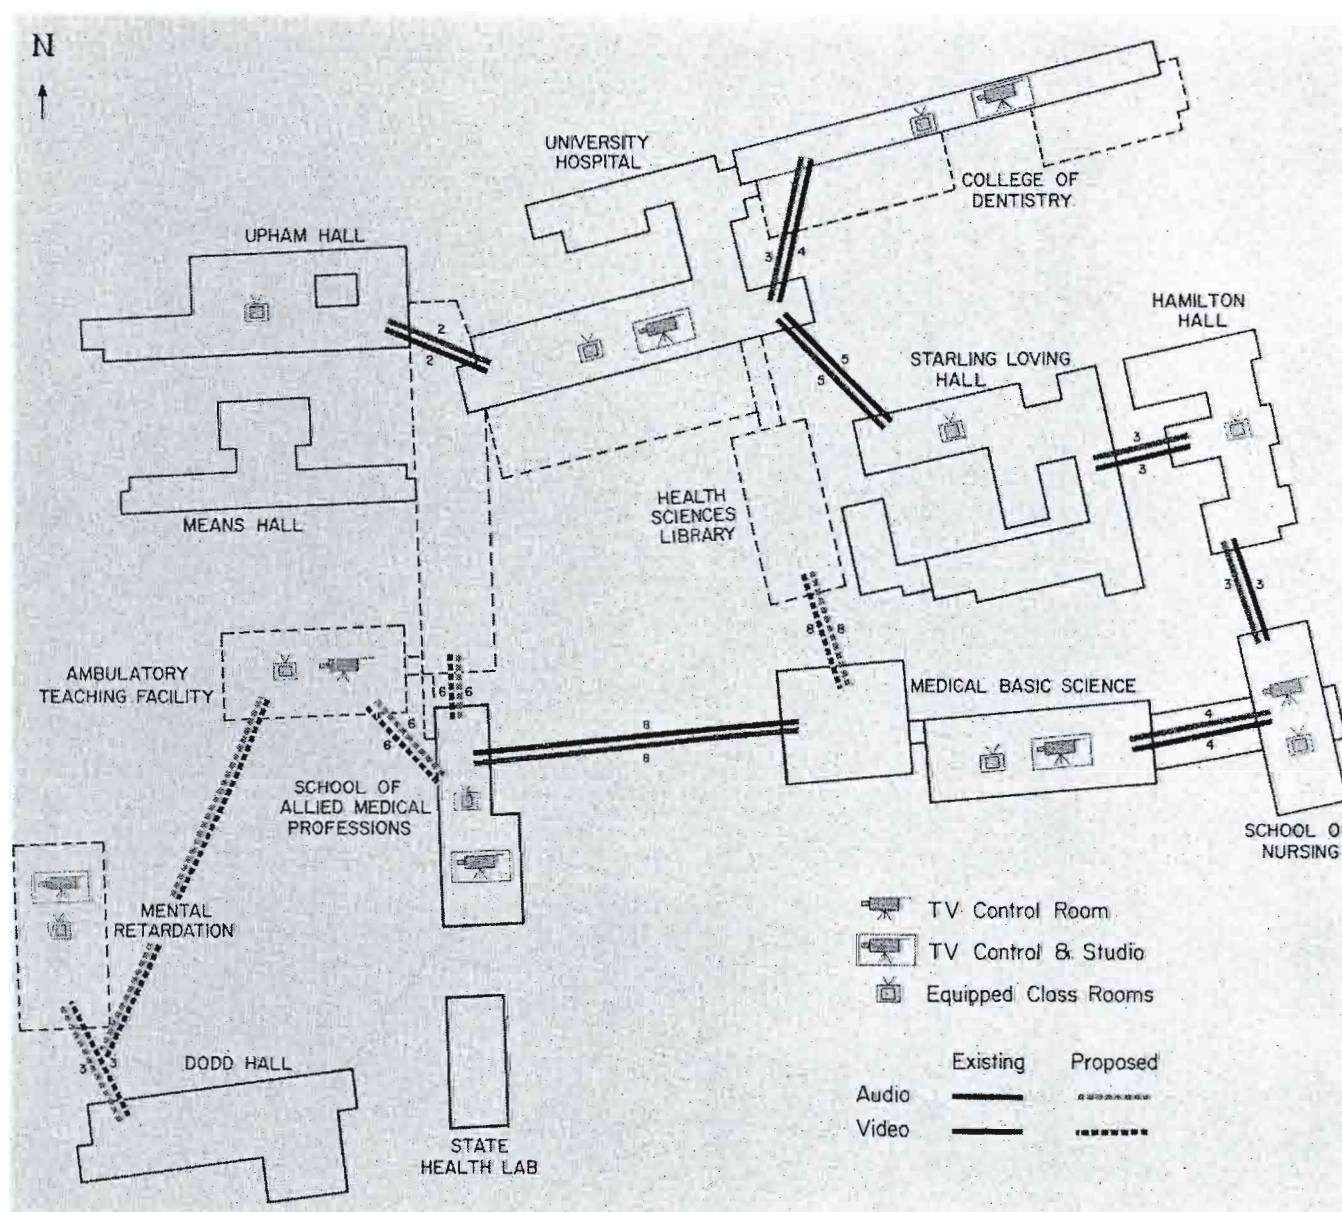 N
UNIVERSITY
HOSPITAL
COLLEGE OF
DENTISTRY
3
4
UPHAM HALL
2
2
HAMILTON
HALL
5
5
STARLING LOVING
HALL
3
3
MEANS HALL
HEALTH
SCIENCES
LIBRARY
3
3
8
8
AMBULATORY
TEACHING FACILITY
6
6
MEDICAL BASIC SCIENCE
6
6
8
8
4
4
SCHOOL OF
ALLIED MEDICAL
PROFESSIONS
SCHOOL O
NURSING
MENTAL
RETARDATION
TV Control Room
TV Control & Studio
Equipped Class Rooms
3
3
DODD HALL
Existing Proposed
Audio
Video
STATE
HEALTH LAB